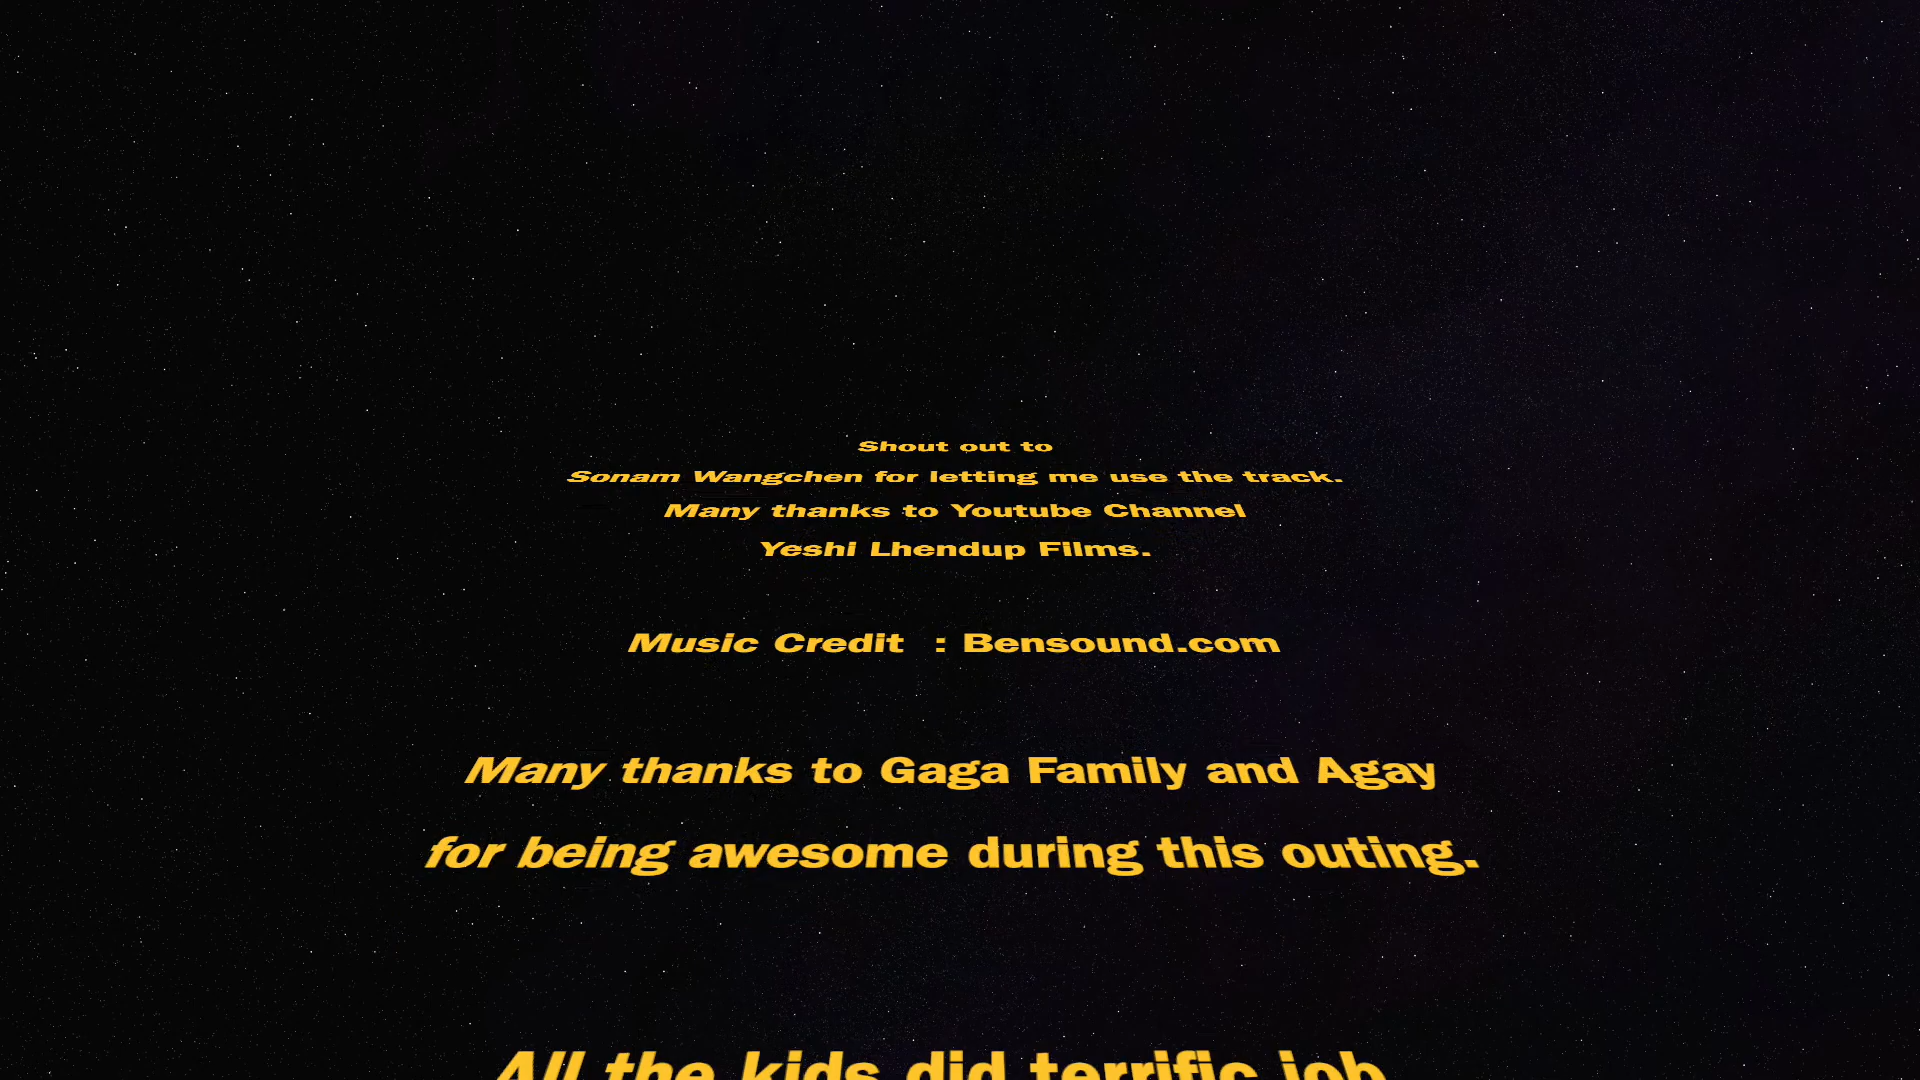 Shout out to
Sonam Wangchen for letting me use the track.
Many thanks to Youtube Channel
Yeshi Lhendup Films.
Music Credit  : Bensound.com
Many thanks to Gaga Family and Agay
for being awesome during this outing.
All the kids did terrific job